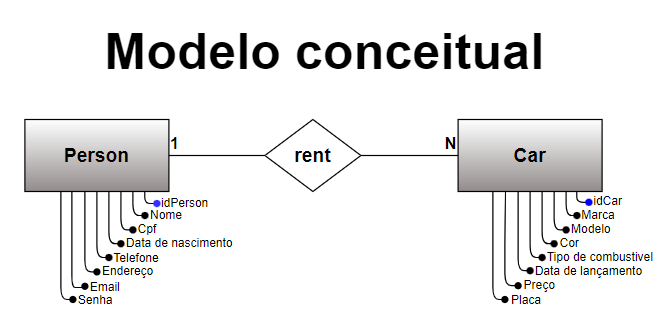 Modelo conceitual
Person
1
rent
N
Car
idPerson
Nome
Cpf
Data de nascimento
Telefone
Endereço
Email
Senha
idCar
Marca
Modelo
Cor
Tipo de combustivel
Data de lançamento
Preço
Placa